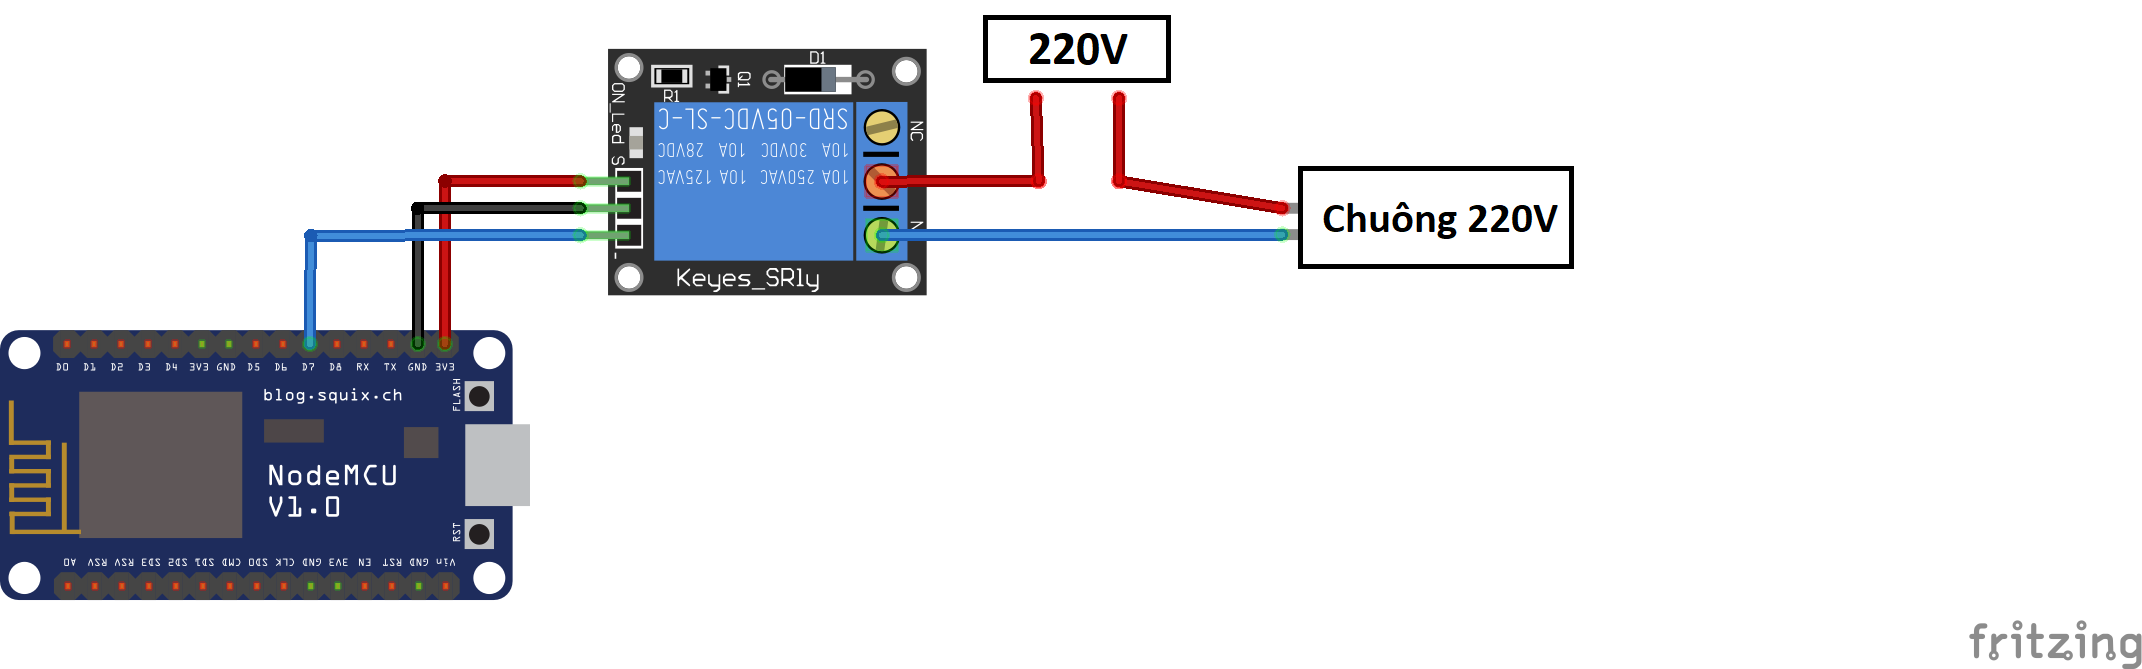 220V
D1
Q1
R1
ON_Led
S
-
SRD-05VDC-SL-C
10A 30VDC 10A 28VDC
10A 250VAC 10A 125VAC
NC
N
Keyes_SRly
Chuông 220V
D0 D1 D2 D3 D4 3V3 GND D5 D6 D7 D8 RX TX GND 3V3
blog.squix.ch
FLASH
NodeMCU
V1.0
RST
A0 RSV RSV SD3 SD2 SD1 CMD SD0 CLK GND 3V3 EN RST GND Vin
fritzing